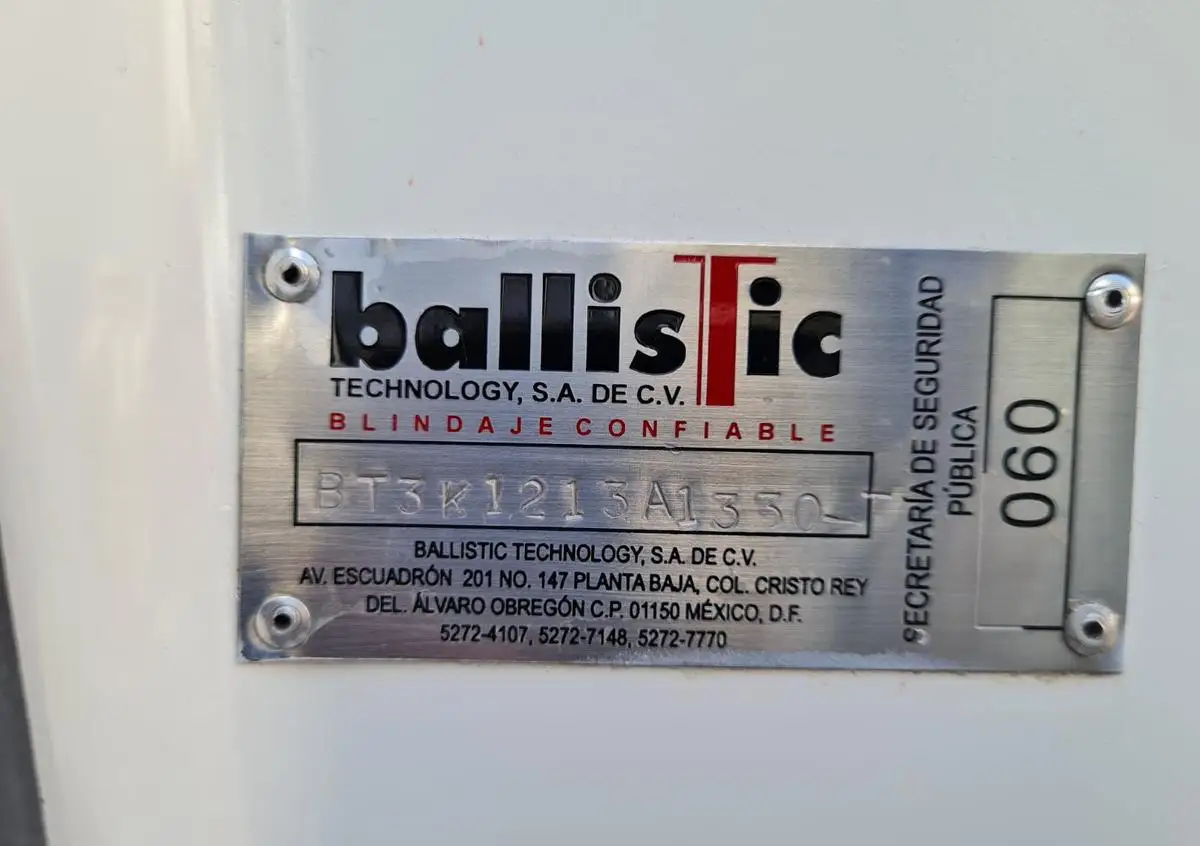 ballisTic
TECHNOLOGY, S.A. DE C.V.
BLINDAJE CONFIABLE
BT3K1213A1330-
BALLISTIC TECHNOLOGY, S.A. DE C.V.
AV. ESCUADRÓN 201 NO. 147 PLANTA BAJA, COL. CRISTO REY
DEL. ÁLVARO OBREGÓN C.P. 01150 MÉXICO, D.F.
5272-4107, 5272-7148, 5272-7770
SECRETARÍA DE SEGURIDAD
PÚBLICA
060